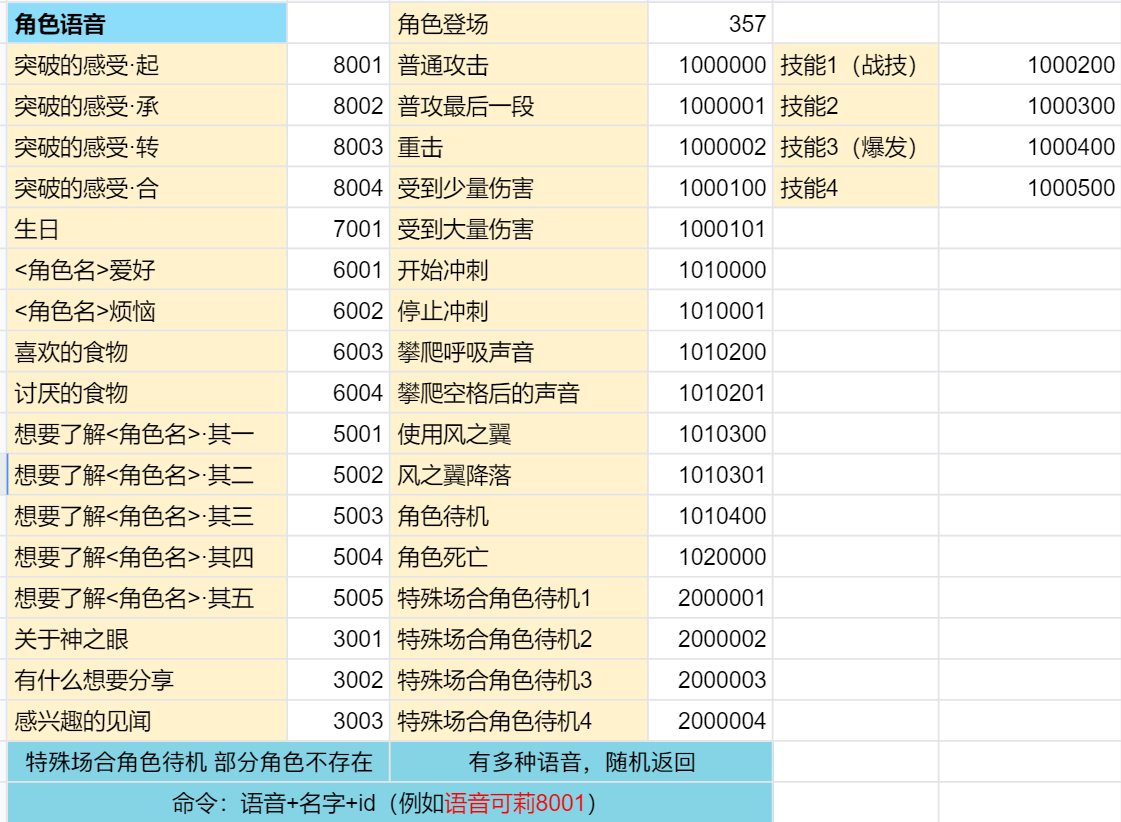 角色语音 角色登场 357
突破的感受·起 8001 普通攻击 1000000 技能1（战技） 1000200
突破的感受·承 8002 普攻最后一段 1000001 技能2 1000300
突破的感受·转 8003 重击 1000002 技能3（爆发） 1000400
突破的感受·合 8004 受到少量伤害 1000100 技能4 1000500
生日 7001 受到大量伤害 1000101
<角色名>爱好 6001 开始冲刺 1010000
<角色名>烦恼 6002 停止冲刺 1010001
喜欢的食物 6003 攀爬呼吸声音 1010200
讨厌的食物 6004 攀爬空格后的声音 1010201
想要了解<角色名>·其一 5001 使用风之翼 1010300
想要了解<角色名>·其二 5002 风之翼降落 1010301
想要了解<角色名>·其三 5003 角色待机 1010400
想要了解<角色名>·其四 5004 角色死亡 1020000
想要了解<角色名>·其五 5005 特殊场合角色待机1 2000001
关于神之眼 3001 特殊场合角色待机2 2000002
有什么想要分享 3002 特殊场合角色待机3 2000003
感兴趣的见闻 3003 特殊场合角色待机4 2000004
特殊场合角色待机 部分角色不存在 有多种语音，随机返回
命令：语音+名字+id（例如语音可莉8001）